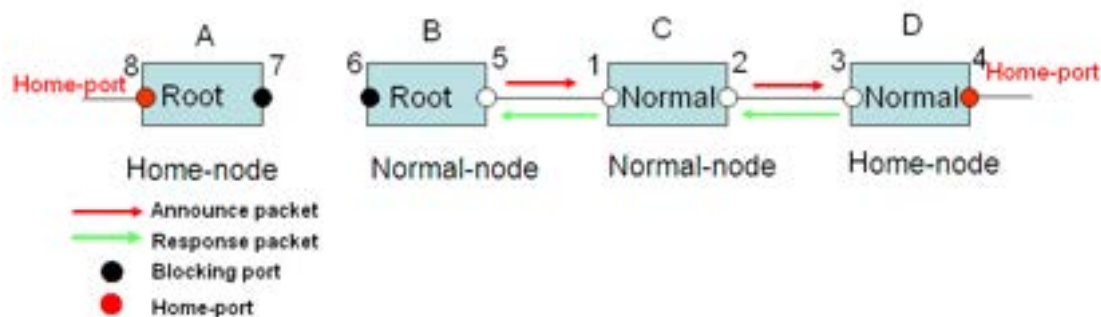 A B C D
8 7 6 5 1 2 3 4
Home-port Root Root Normal Normal Home-port
Home-node Normal-node Normal-node Home-node
Announce packet
Response packet
Blocking port
Home-port